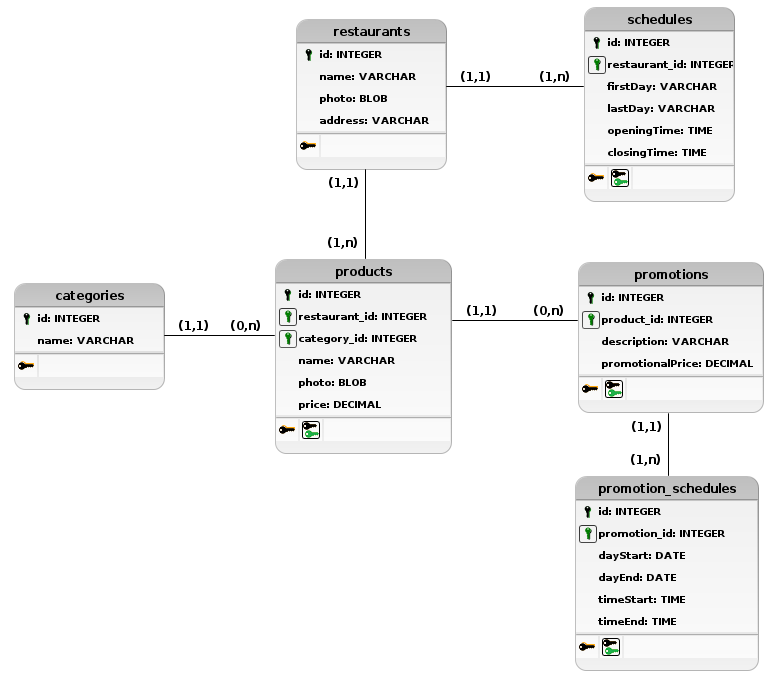 restaurants
id: INTEGER
name: VARCHAR
photo: BLOB
address: VARCHAR
(1,1)
(1,n)
schedules
id: INTEGER
restaurant_id: INTEGER
firstDay: VARCHAR
lastDay: VARCHAR
openingTime: TIME
closingTime: TIME
(1,1)
(1,n)
categories
id: INTEGER
name: VARCHAR
(1,1)
(0,n)
products
id: INTEGER
restaurant_id: INTEGER
category_id: INTEGER
name: VARCHAR
photo: BLOB
price: DECIMAL
(1,1)
(0,n)
promotions
id: INTEGER
product_id: INTEGER
description: VARCHAR
promotionalPrice: DECIMAL
(1,1)
(1,n)
promotion_schedules
id: INTEGER
promotion_id: INTEGER
dayStart: DATE
dayEnd: DATE
timeStart: TIME
timeEnd: TIME